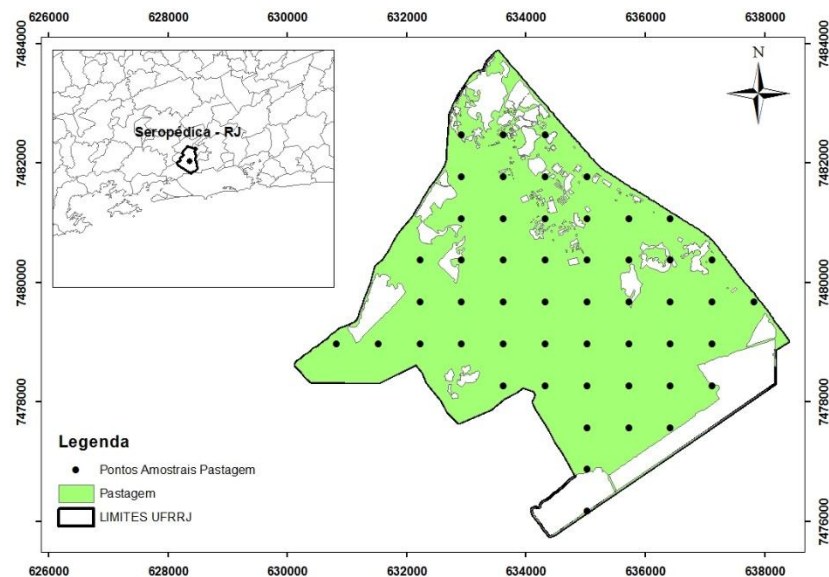 626000 628000 630000 632000 634000 636000 638000
7484000 7484000
N
Seropédica - RJ
7482000 7482000
7480000 7480000
7478000 7478000
Legenda
Pontos Amostrais Pastagem
Pastagem
LIMITES UFRRJ
7476000 7476000
626000 628000 630000 632000 634000 636000 638000